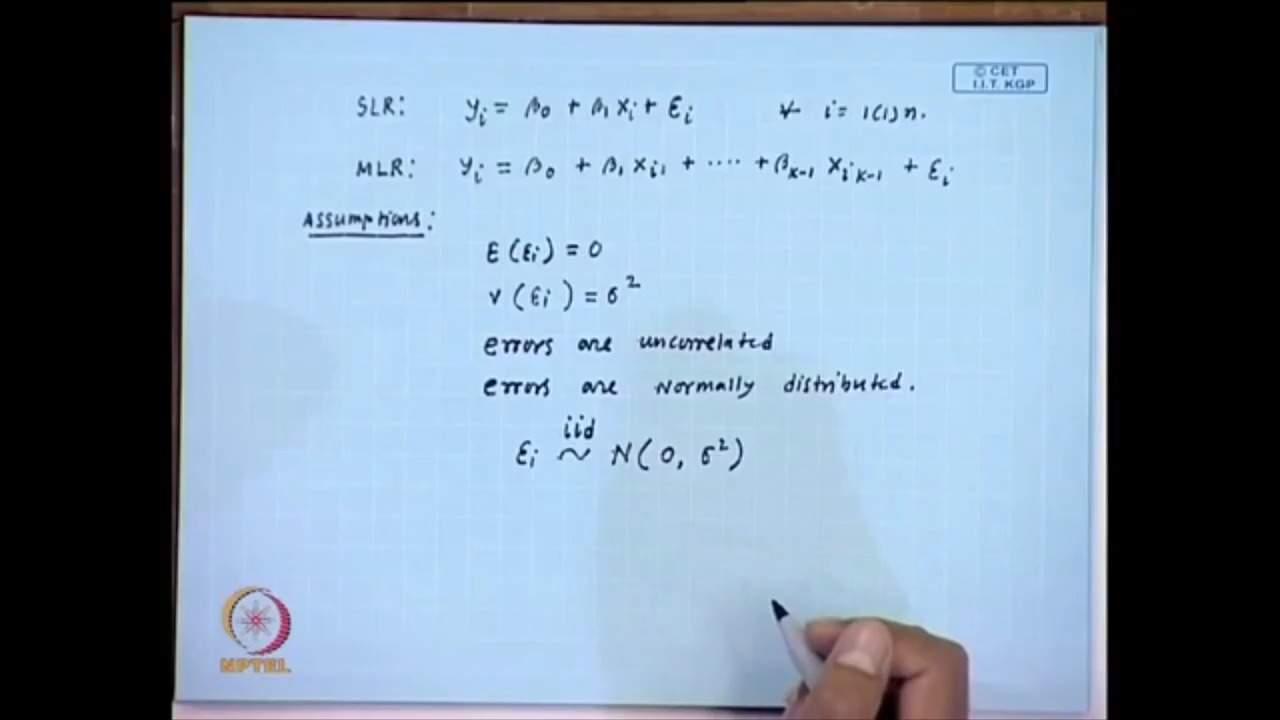 © CET
I.I.T. KGP
SLR: yi = β0 + β1 xi + εi ∀ i = 1(1)n.
MLR: yi = β0 + β1 xi1 + .... + βk-1 xi k-1 + εi
Assumptions:
E(εi) = 0
V(εi) = σ²
errors are uncorrelated
errors are Normally distributed.
εi iid ~ N(0, σ²)
NPTEL